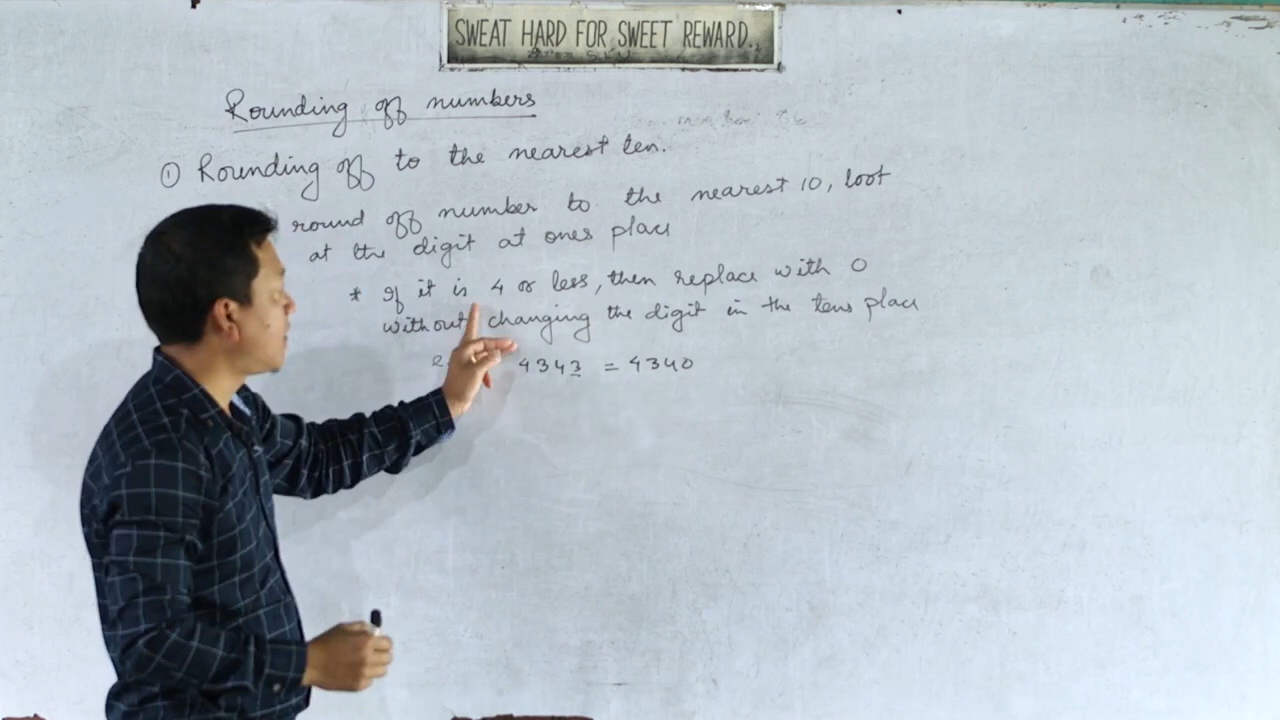 SWEAT HARD FOR SWEET REWARD.
Rounding off numbers
① Rounding off to the nearest ten.
round off number to the nearest 10, loot
at the digit at ones place
* If it is 4 or less, then replace with 0
without changing the digit in the tens place
4343 = 4340